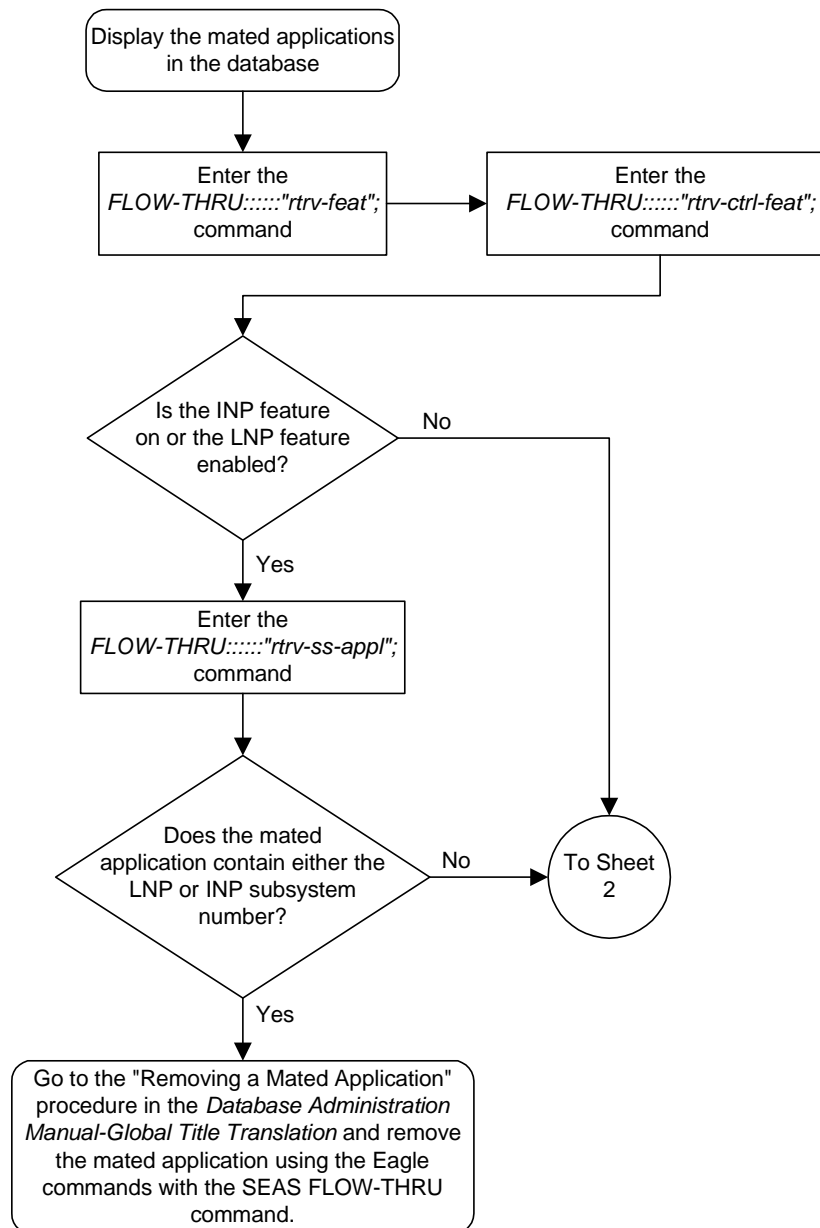 Display the mated applications
in the database
Enter the
FLOW-THRU::::::"rtrv-feat";
command
Enter the
FLOW-THRU::::::"rtrv-ctrl-feat";
command
Is the INP feature
on or the LNP feature
enabled?
No
Yes
Enter the
FLOW-THRU::::::"rtrv-ss-appl";
command
Does the mated
application contain either the
LNP or INP subsystem
number?
No
To Sheet
2
Yes
Go to the "Removing a Mated Application"
procedure in the Database Administration
Manual-Global Title Translation and remove
the mated application using the Eagle
commands with the SEAS FLOW-THRU
command.